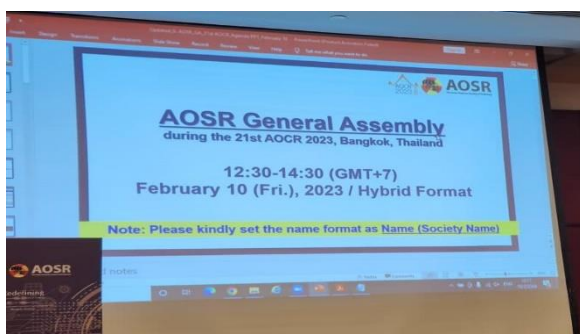 AOSR
AOSR General Assembly
during the 21st AOCR 2023, Bangkok, Thailand
12:30-14:30 (GMT+7)
February 10 (Fri.), 2023 / Hybrid Format
Note: Please kindly set the name format as Name (Society Name)
notes
AOSR